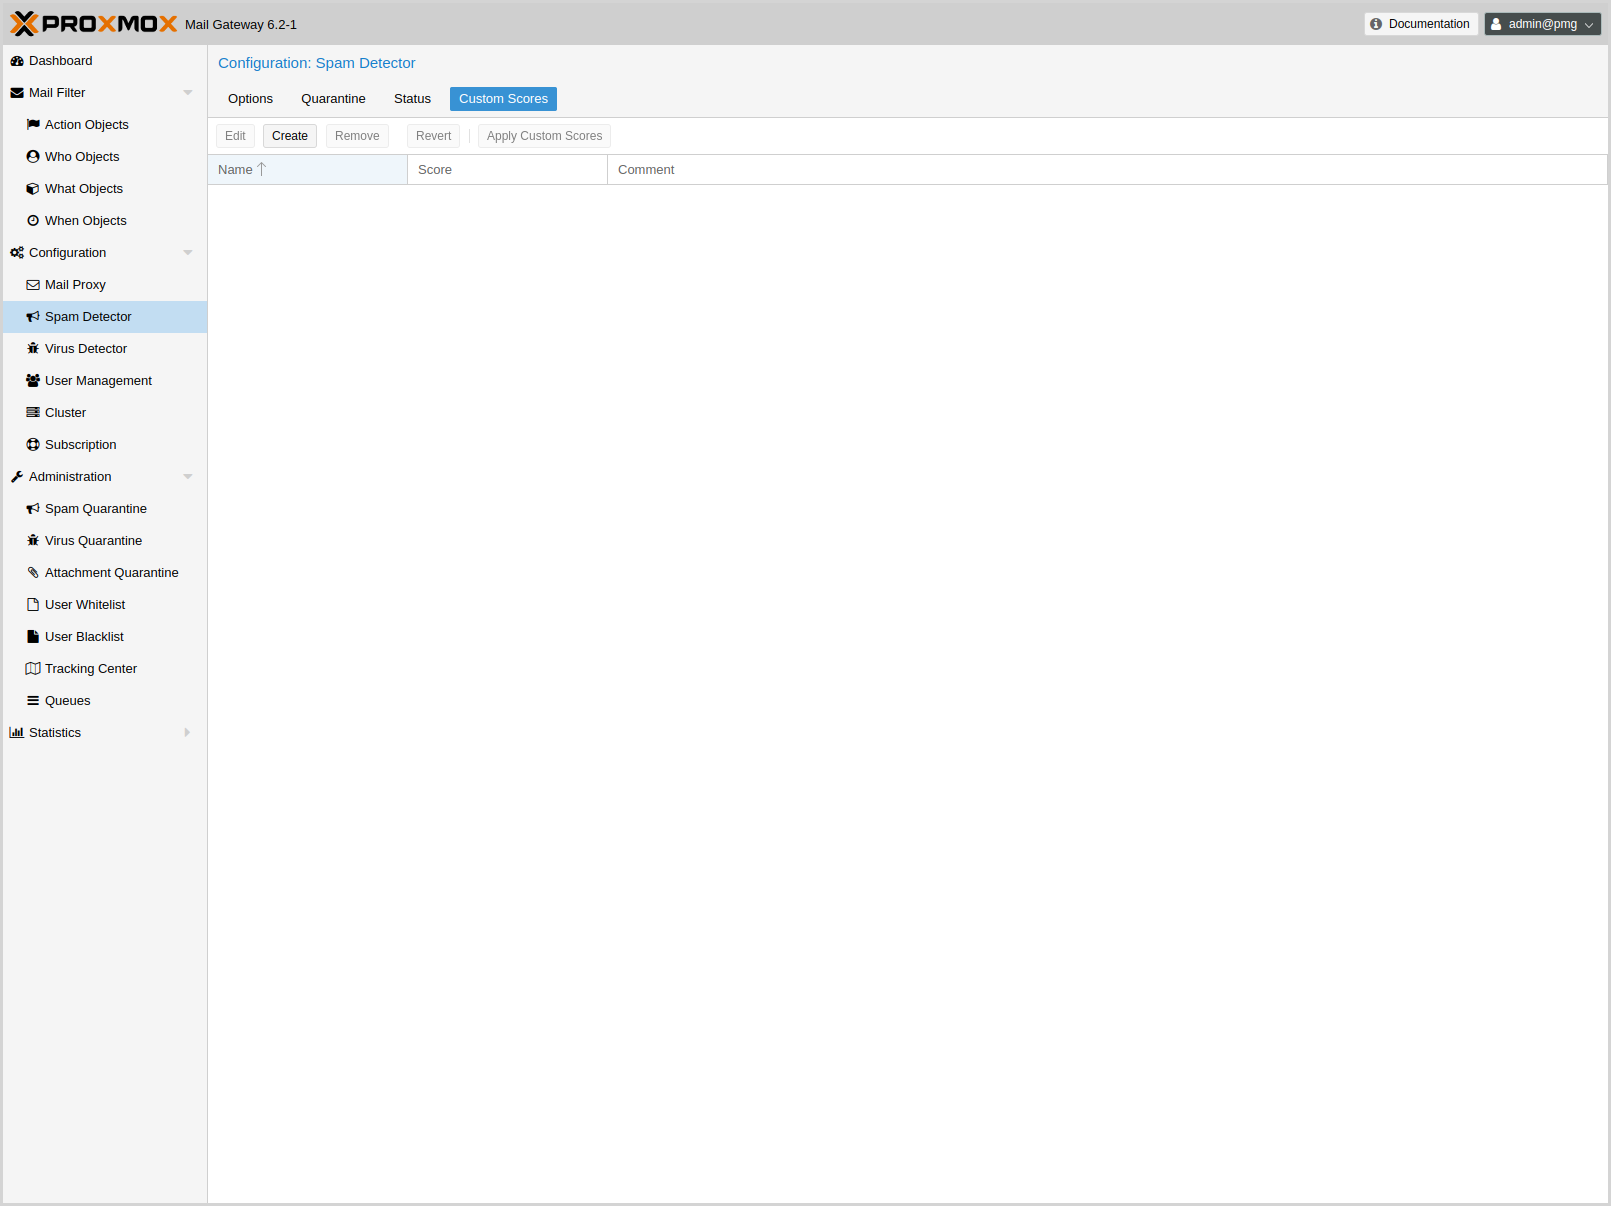 PROXMOX Mail Gateway 6.2-1
Documentation
admin@pmg
Dashboard
Mail Filter
Action Objects
Who Objects
What Objects
When Objects
Configuration
Mail Proxy
Spam Detector
Virus Detector
User Management
Cluster
Subscription
Administration
Spam Quarantine
Virus Quarantine
Attachment Quarantine
User Whitelist
User Blacklist
Tracking Center
Queues
Statistics
Configuration: Spam Detector
Options Quarantine Status Custom Scores
Edit Create Remove Revert Apply Custom Scores
Name Score Comment